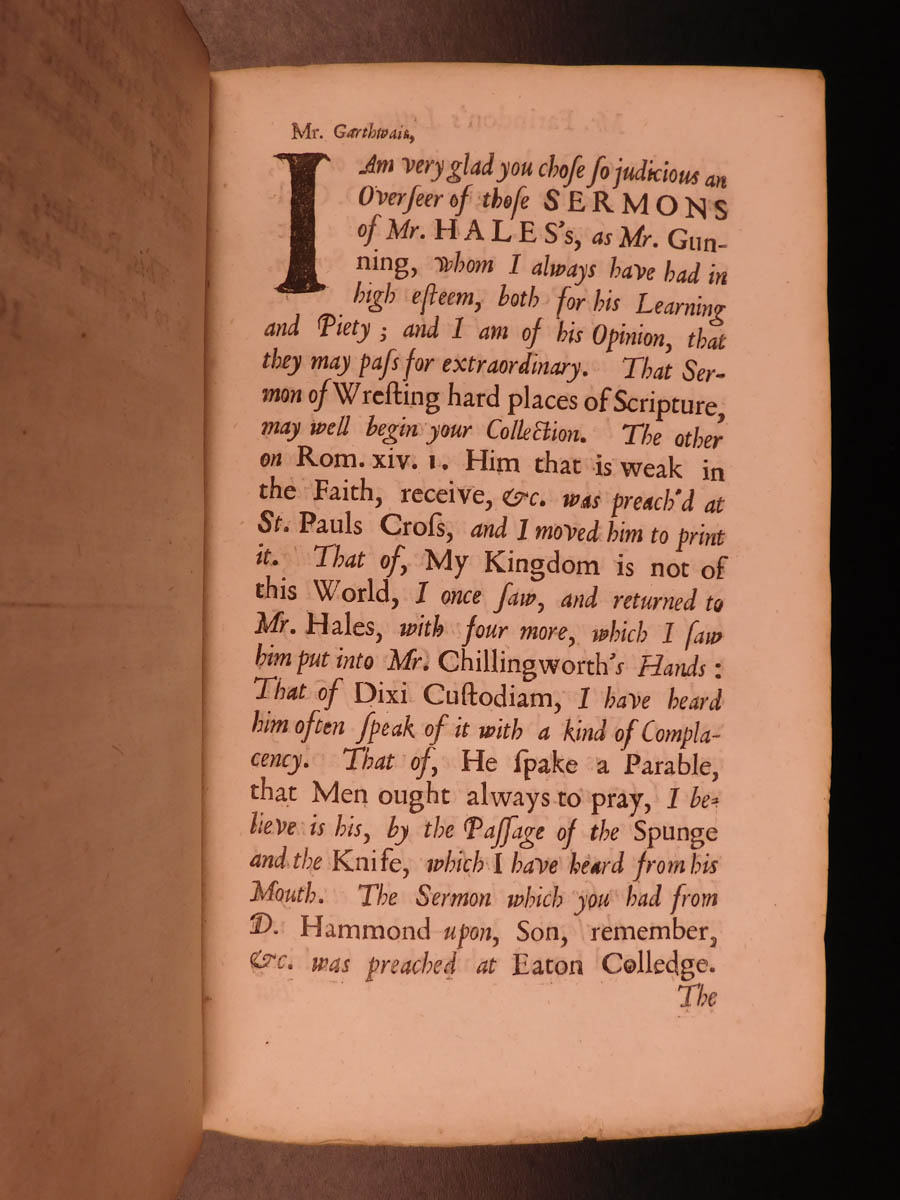 Mr. Garthwait,
I Am very glad you choſe ſo judicious an
Overſeer of thoſe SERMONS
of Mr. HALES's, as Mr. Gun-
ning, whom I always have had in
high eſteem, both for his Learning
and Piety; and I am of his Opinion, that
they may paſs for extraordinary. That Ser-
mon of Wreſting hard places of Scripture,
may well begin your Collection. The other
on Rom. xiv. 1. Him that is weak in
the Faith, receive, &c. was preach'd at
St. Pauls Croſs, and I moved him to print
it. That of, My Kingdom is not of
this World, I once ſaw, and returned to
Mr. Hales, with four more, which I ſaw
him put into Mr. Chillingworth's Hands:
That of Dixi Cuſtodiam, I have heard
him often ſpeak of it with a kind of Compla-
cency. That of, He ſpake a Parable,
that Men ought always to pray, I be-
lieve is his, by the Paſſage of the Spunge
and the Knife, which I have heard from his
Mouth. The Sermon which you had from
D. Hammond upon, Son, remember,
&c. was preached at Eaton Colledge.
The